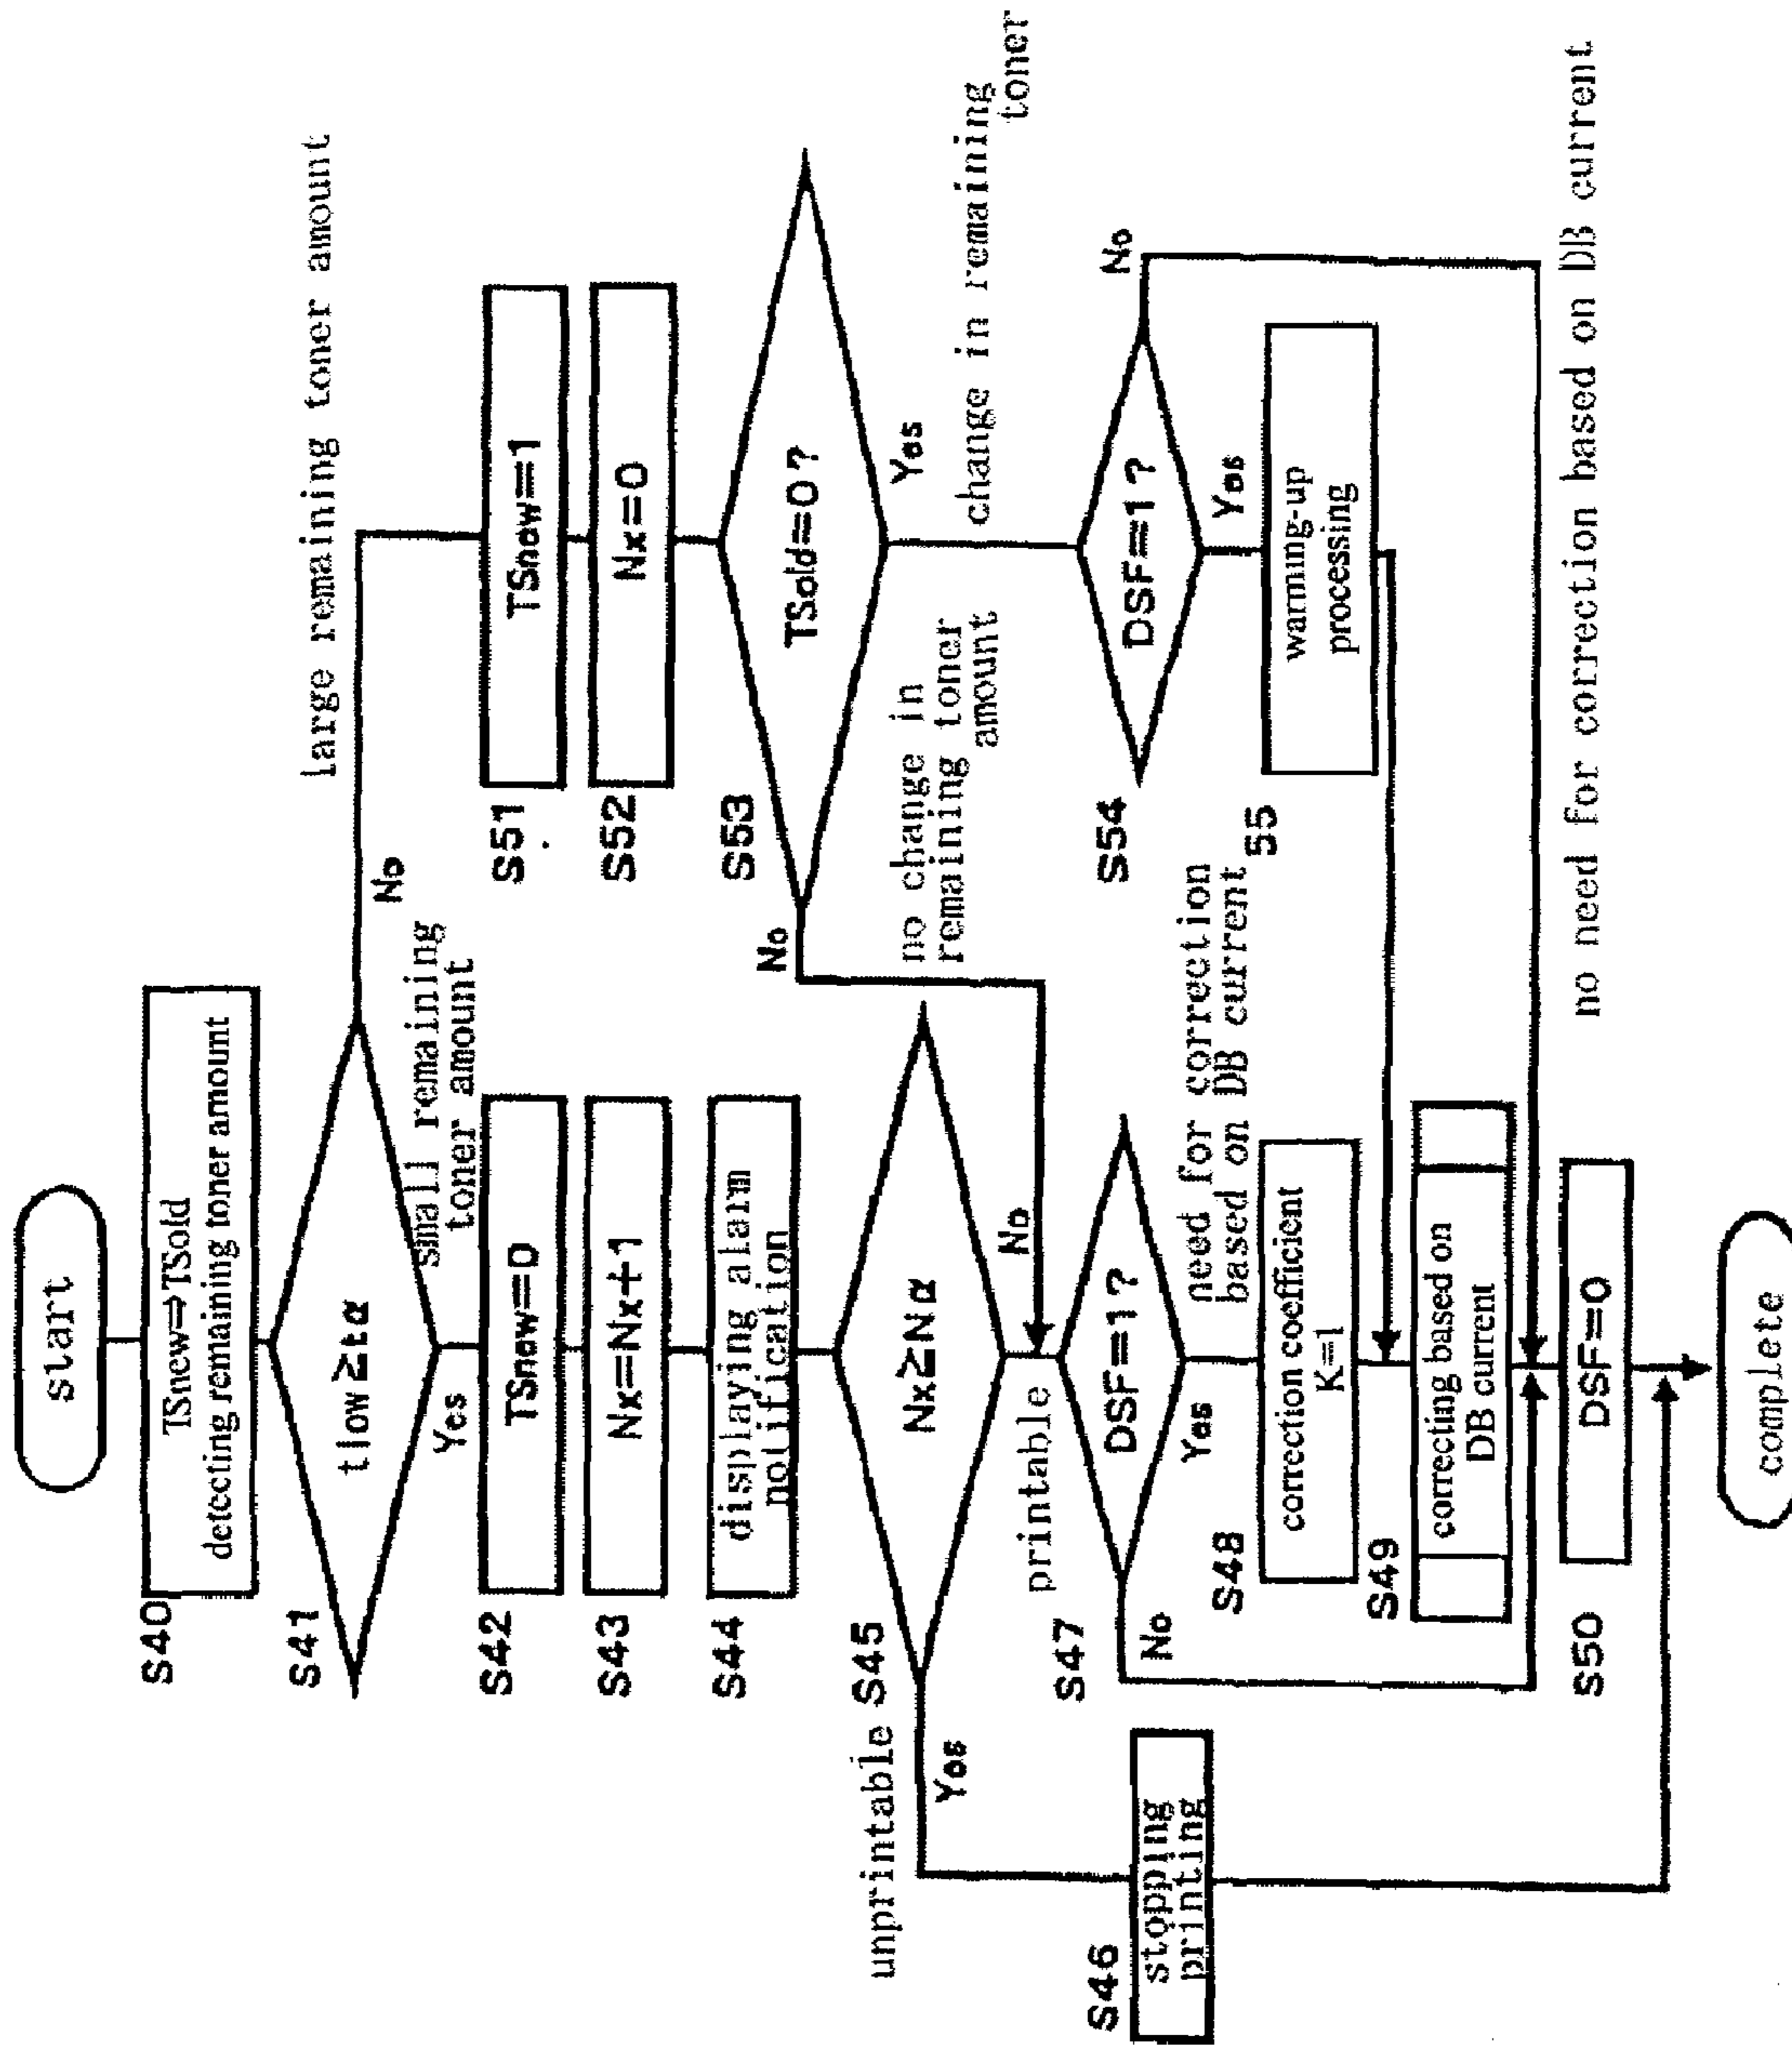 start
S40
TSnew⇒TSold
detecting remaining toner amount
S41
tlow≧tα
No
large remaining toner amount
Yes
small remaining
toner amount
S42
TSnew=0
S43
Nx=Nx+1
S44
displaying alarm
notification
unprintable
S45
Nx≧Nα
Yes
No
printable
S46
stopping
printing
S47
DSF=1?
No
Yes
need for correction
based on DB current
S48
correction coefficient
K=1
S49
correcting based on
DB current
S50
DSF=0
complete
S51
TSnew=1
S52
Nx=0
S53
TSold=0?
No
no change in
remaining toner
amount
Yes
change in remaining
toner
S54
DSF=1?
No
Yes
55
warming-up
processing
no need for correction based on DB current